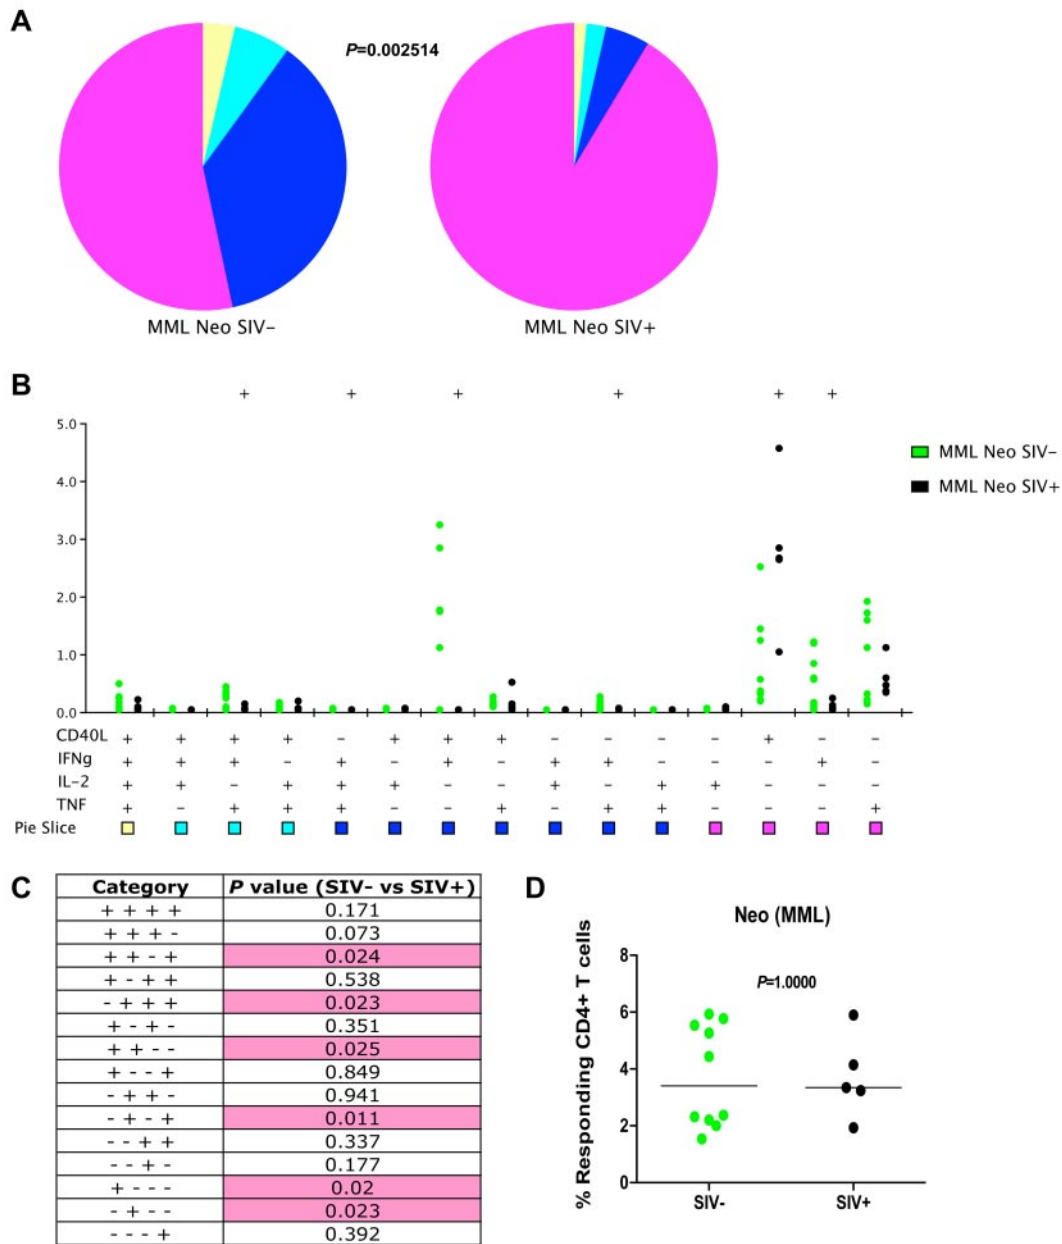 A
P=0.002514
MML Neo SIV− MML Neo SIV+
B
+ + + + + +
5.0
4.0
3.0
2.0
1.0
0.0
MML Neo SIV−
MML Neo SIV+
CD40L + + + + − + + + − − − − + − −
IFNg + + + − + − + − + + − − − + −
IL−2 + + − + + + − − + − + + − − −
TNF + − + + + − − + − + + − − − +
Pie Slice
C
Category P value (SIV- vs SIV+)
+ + + + 0.171
+ + + - 0.073
+ + - + 0.024
+ - + + 0.538
- + + + 0.023
+ - + - 0.351
+ + - - 0.025
+ - - + 0.849
- + + - 0.941
- + - + 0.011
- - + + 0.337
- - + - 0.177
+ - - - 0.02
- + - - 0.023
- - - + 0.392
D
Neo (MML)
% Responding CD4+ T cells
8
6
4
2
0
P=1.0000
SIV- SIV+